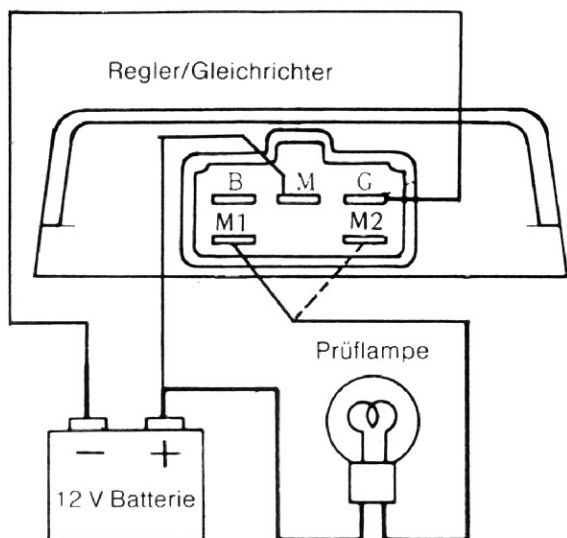 Regler/Gleichrichter
B M G
M1 M2
Prüflampe
− +
12 V Batterie